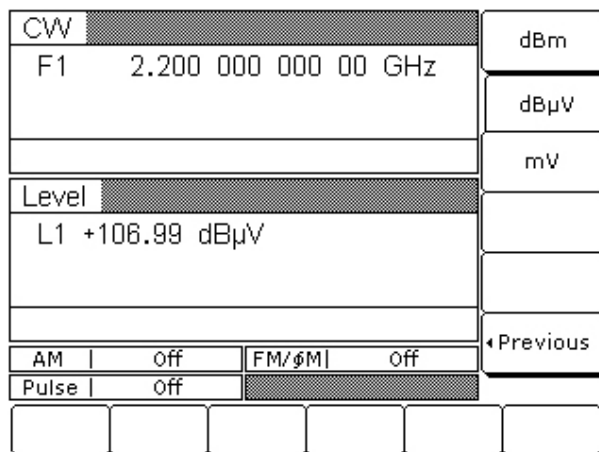 CW
F1 2.200 000 000 00 GHz
Level
L1 +106.99 dBµV
AM | Off
FM/ɸM| Off
Pulse | Off
dBm
dBµV
mV
◂Previous